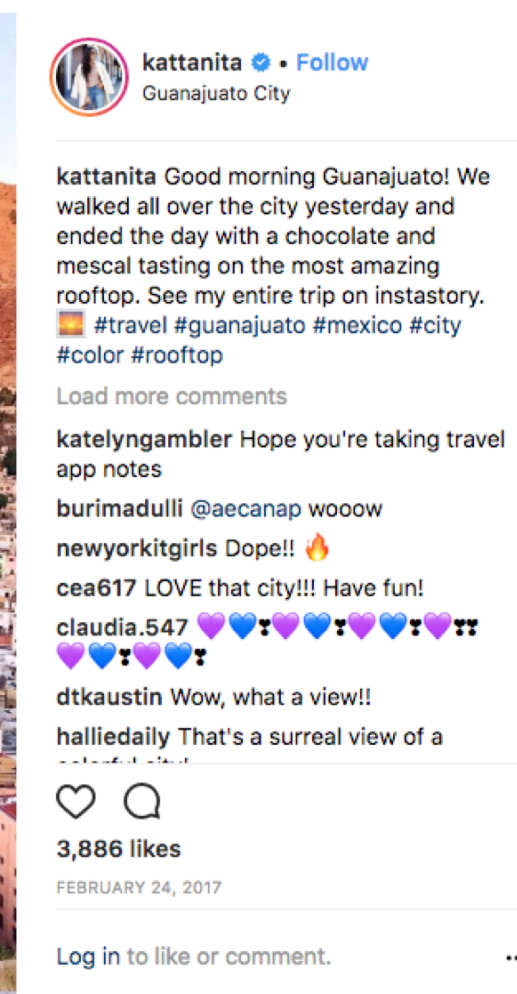 kattanita • Follow
Guanajuato City
kattanita Good morning Guanajuato! We
walked all over the city yesterday and
ended the day with a chocolate and
mescal tasting on the most amazing
rooftop. See my entire trip on instastory.
🌅 #travel #guanajuato #mexico #city
#color #rooftop
Load more comments
katelyngambler Hope you're taking travel
app notes
burimadulli @aecanap wooow
newyorkitgirls Dope!! 🔥
cea617 LOVE that city!!! Have fun!
claudia.547 💜💙❣💜💙❣💜💙❣💜❣❣
💜💙❣💜💙❣
dtkaustin Wow, what a view!!
halliedaily That's a surreal view of a
3,886 likes
FEBRUARY 24, 2017
Log in to like or comment.